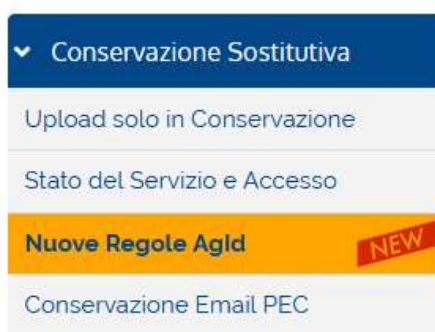 Conservazione Sostitutiva
Upload solo in Conservazione
Stato del Servizio e Accesso
Nuove Regole AgId
NEW
Conservazione Email PEC